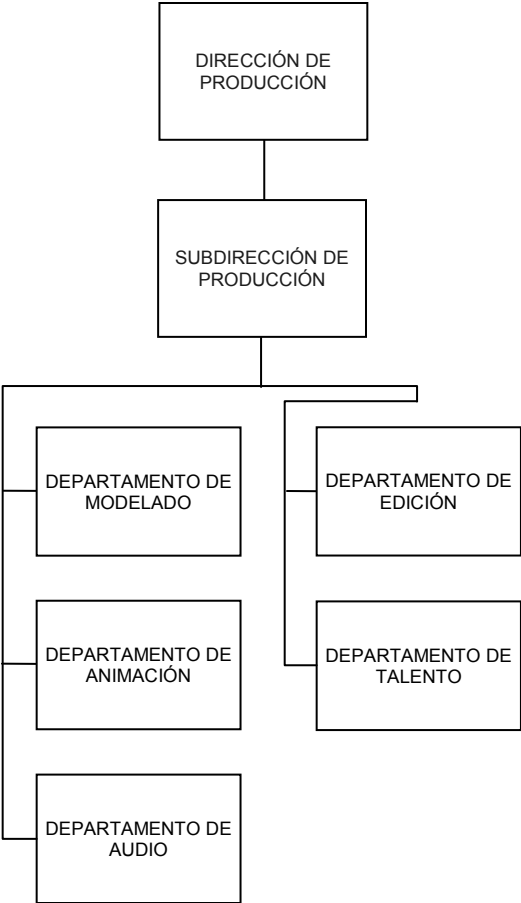 DIRECCIÓN DE
PRODUCCIÓN
SUBDIRECCIÓN DE
PRODUCCIÓN
DEPARTAMENTO DE
MODELADO
DEPARTAMENTO DE
ANIMACIÓN
DEPARTAMENTO DE
AUDIO
DEPARTAMENTO DE
EDICIÓN
DEPARTAMENTO DE
TALENTO